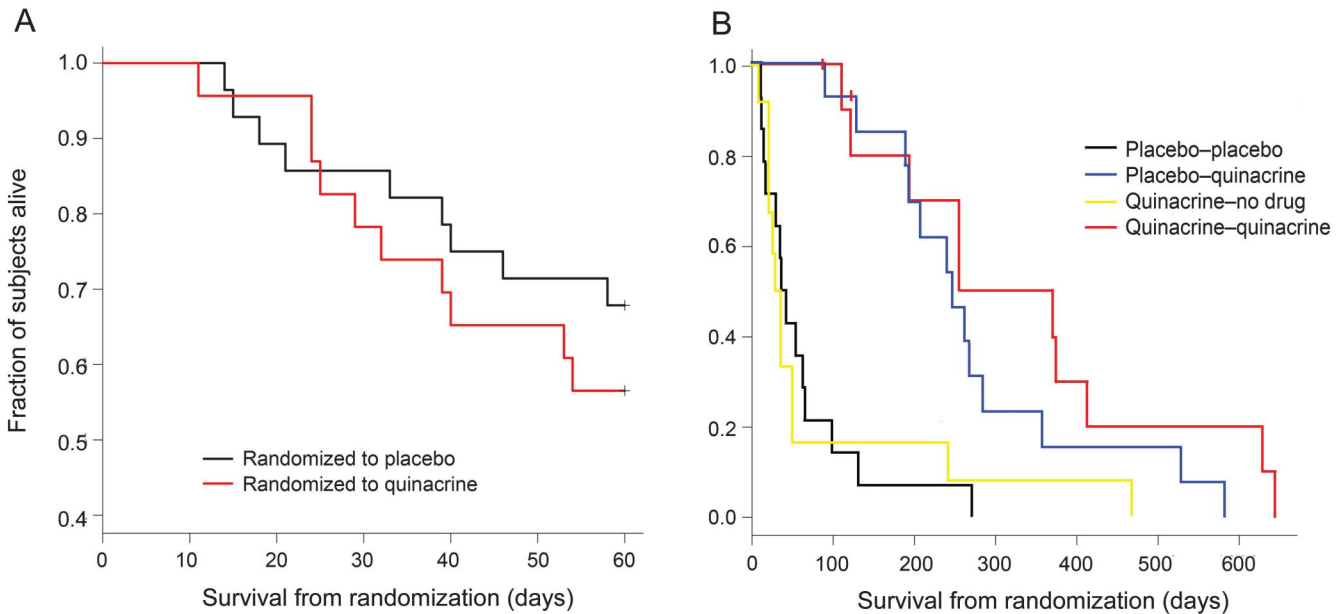 A
Fraction of subjects alive
1.0
0.9
0.8
0.7
0.6
0.5
0.4
0 10 20 30 40 50 60
Randomized to placebo
Randomized to quinacrine
Survival from randomization (days)
B
1.0
0.8
0.6
0.4
0.2
0.0
0 100 200 300 400 500 600
Placebo–placebo
Placebo–quinacrine
Quinacrine–no drug
Quinacrine–quinacrine
Survival from randomization (days)